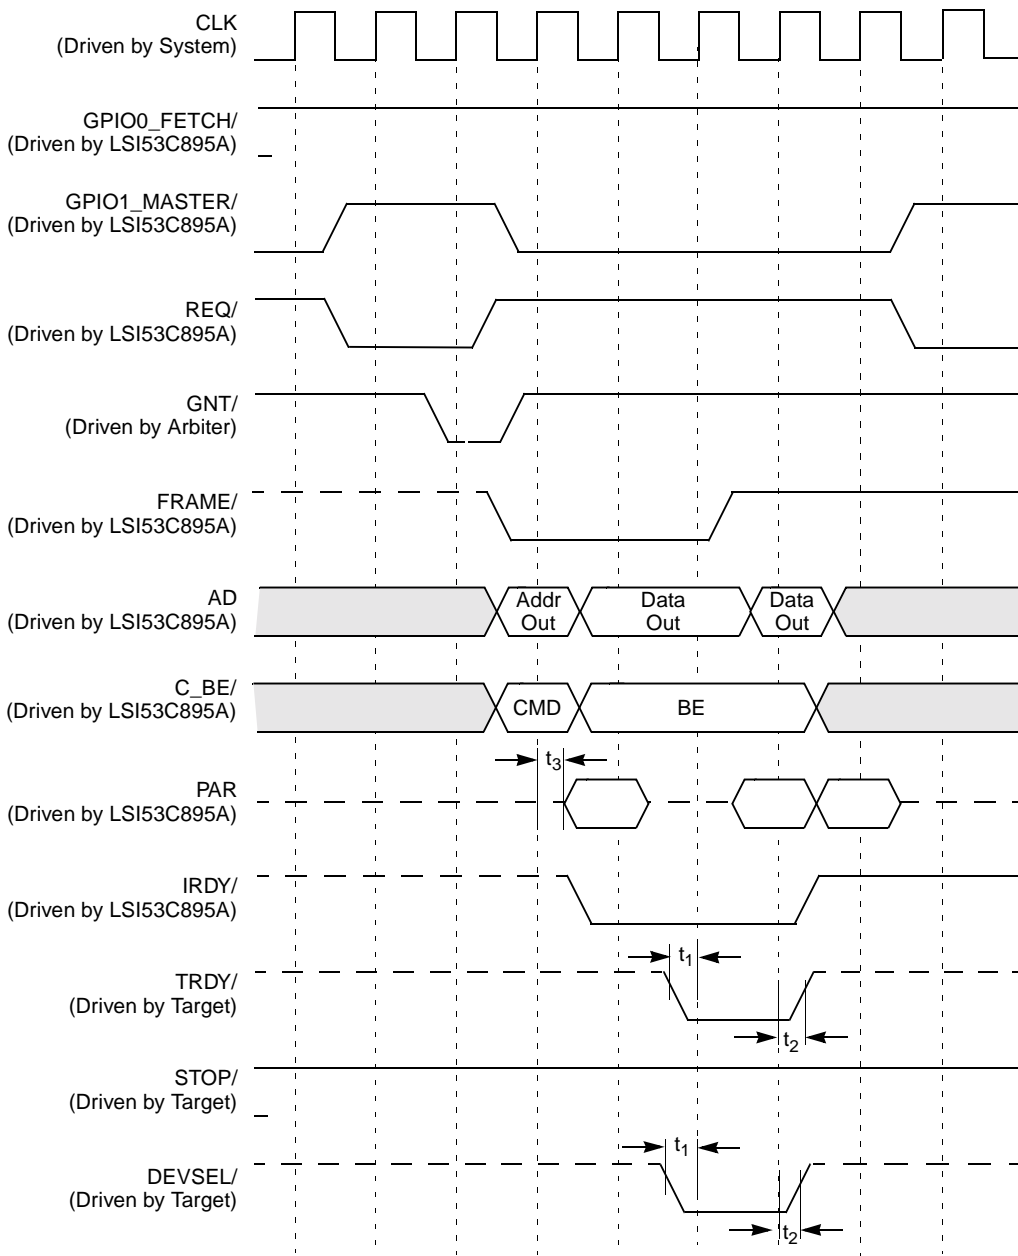 CLK
(Driven by System)
GPIO0_FETCH/
(Driven by LSI53C895A)
GPIO1_MASTER/
(Driven by LSI53C895A)
REQ/
(Driven by LSI53C895A)
GNT/
(Driven by Arbiter)
FRAME/
(Driven by LSI53C895A)
AD
(Driven by LSI53C895A)
Addr
Out
Data
Out
Data
Out
C_BE/
(Driven by LSI53C895A)
CMD
BE
t3
PAR
(Driven by LSI53C895A)
IRDY/
(Driven by LSI53C895A)
t1
TRDY/
(Driven by Target)
t2
STOP/
(Driven by Target)
t1
DEVSEL/
(Driven by Target)
t2